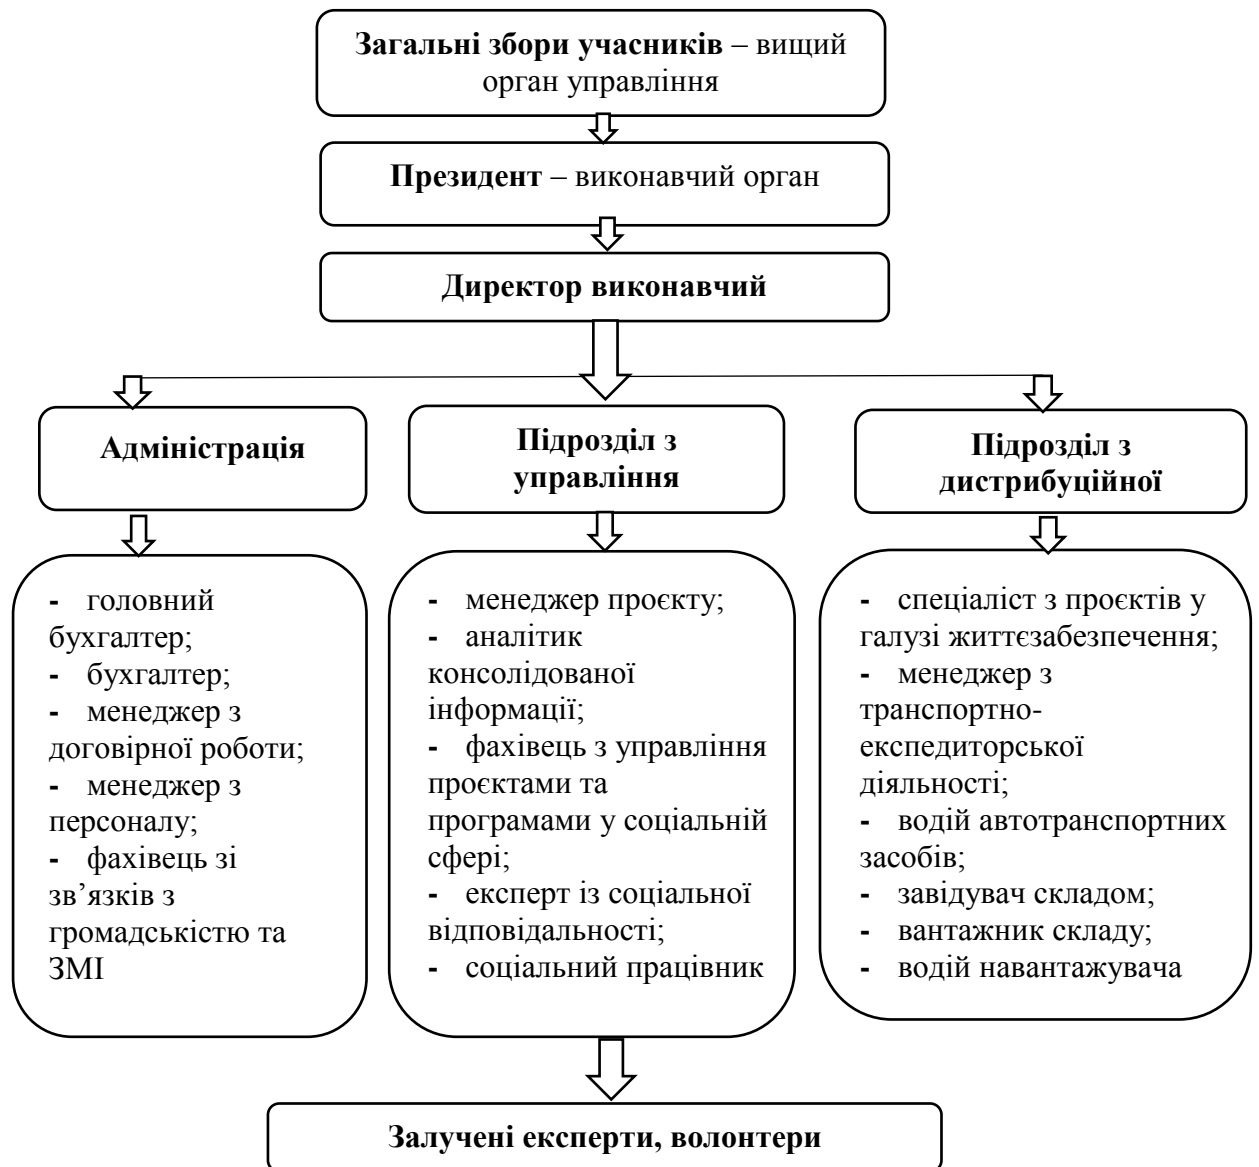 Загальні збори учасників – вищий
орган управління
Президент – виконавчий орган
Директор виконавчий
Адміністрація
Підрозділ з
управління
Підрозділ з
дистрибуційної
- головний
бухгалтер;
- бухгалтер;
- менеджер з
договірної роботи;
- менеджер з
персоналу;
- фахівець зі
зв’язків з
громадськістю та
ЗМІ
- менеджер проєкту;
- аналітик
консолідованої
інформації;
- фахівець з управління
проєктами та
програмами у соціальній
сфері;
- експерт із соціальної
відповідальності;
- соціальний працівник
- спеціаліст з проєктів у
галузі життєзабезпечення;
- менеджер з
транспортно-
експедиторської
діяльності;
- водій автотранспортних
засобів;
- завідувач складом;
- вантажник складу;
- водій навантажувача
Залучені експерти, волонтери